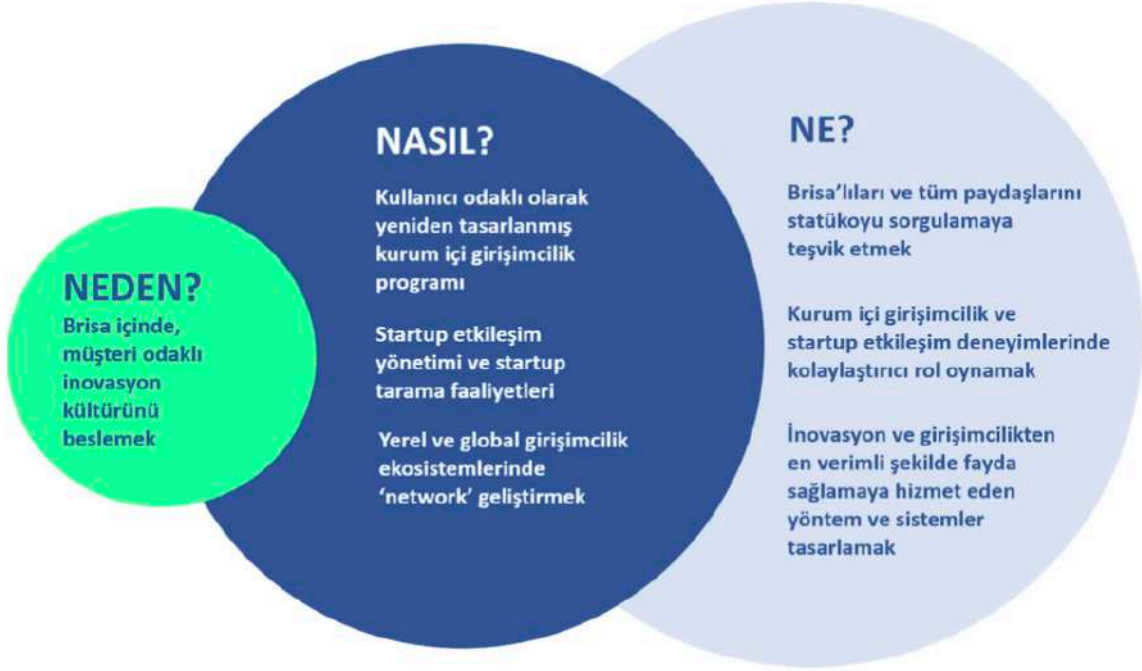 NEDEN?
Brisa içinde,
müşteri odaklı
inovasyon
kültürünü
beslemek
NASIL?
Kullanıcı odaklı olarak
yeniden tasarlanmış
kurum içi girişimcilik
programı
Startup etkileşim
yönetimi ve startup
tarama faaliyetleri
Yerel ve global girişimcilik
ekosistemlerinde
‘network’ geliştirmek
NE?
Brisa’lıları ve tüm paydaşlarını
statükoyu sorgulamaya
teşvik etmek
Kurum içi girişimcilik ve
startup etkileşim deneyimlerinde
kolaylaştırıcı rol oynamak
İnovasyon ve girişimcilikten
en verimli şekilde fayda
sağlamaya hizmet eden
yöntem ve sistemler
tasarlamak